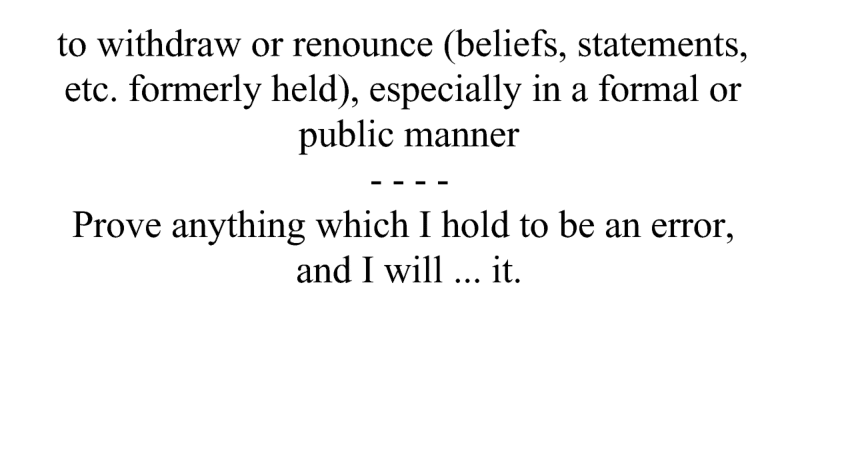 to withdraw or renounce (beliefs, statements,
etc. formerly held), especially in a formal or
public manner
- - - -
Prove anything which I hold to be an error,
and I will ... it.